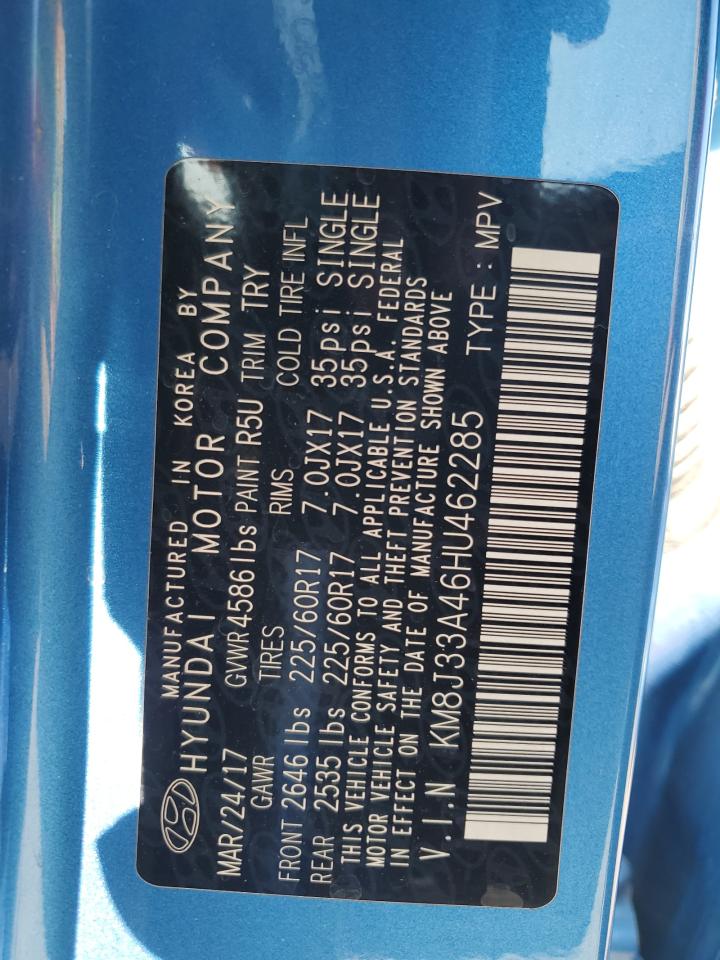 MANUFACTURED IN KOREA BY
HYUNDAI MOTOR COMPANY
MAR/24/17 GVWR 4586 lbs PAINT R5U TRIM TRY
GAWR TIRES RIMS COLD TIRE INFL
FRONT 2646 lbs 225/60R17 7.0JX17 35psi SINGLE
REAR 2535 lbs 225/60R17 7.0JX17 35psi SINGLE
THIS VEHICLE CONFORMS TO ALL APPLICABLE U.S.A. FEDERAL
MOTOR VEHICLE SAFETY AND THEFT PREVENTION STANDARDS
IN EFFECT ON THE DATE OF MANUFACTURE SHOWN ABOVE
V.I.N KM8J33A46HU462285 TYPE : MPV